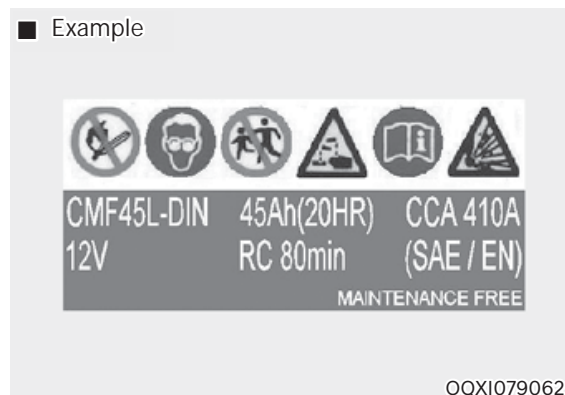 ■ Example
CMF45L-DIN 45Ah(20HR) CCA 410A
12V RC 80min (SAE / EN)
MAINTENANCE FREE
OQXI079062